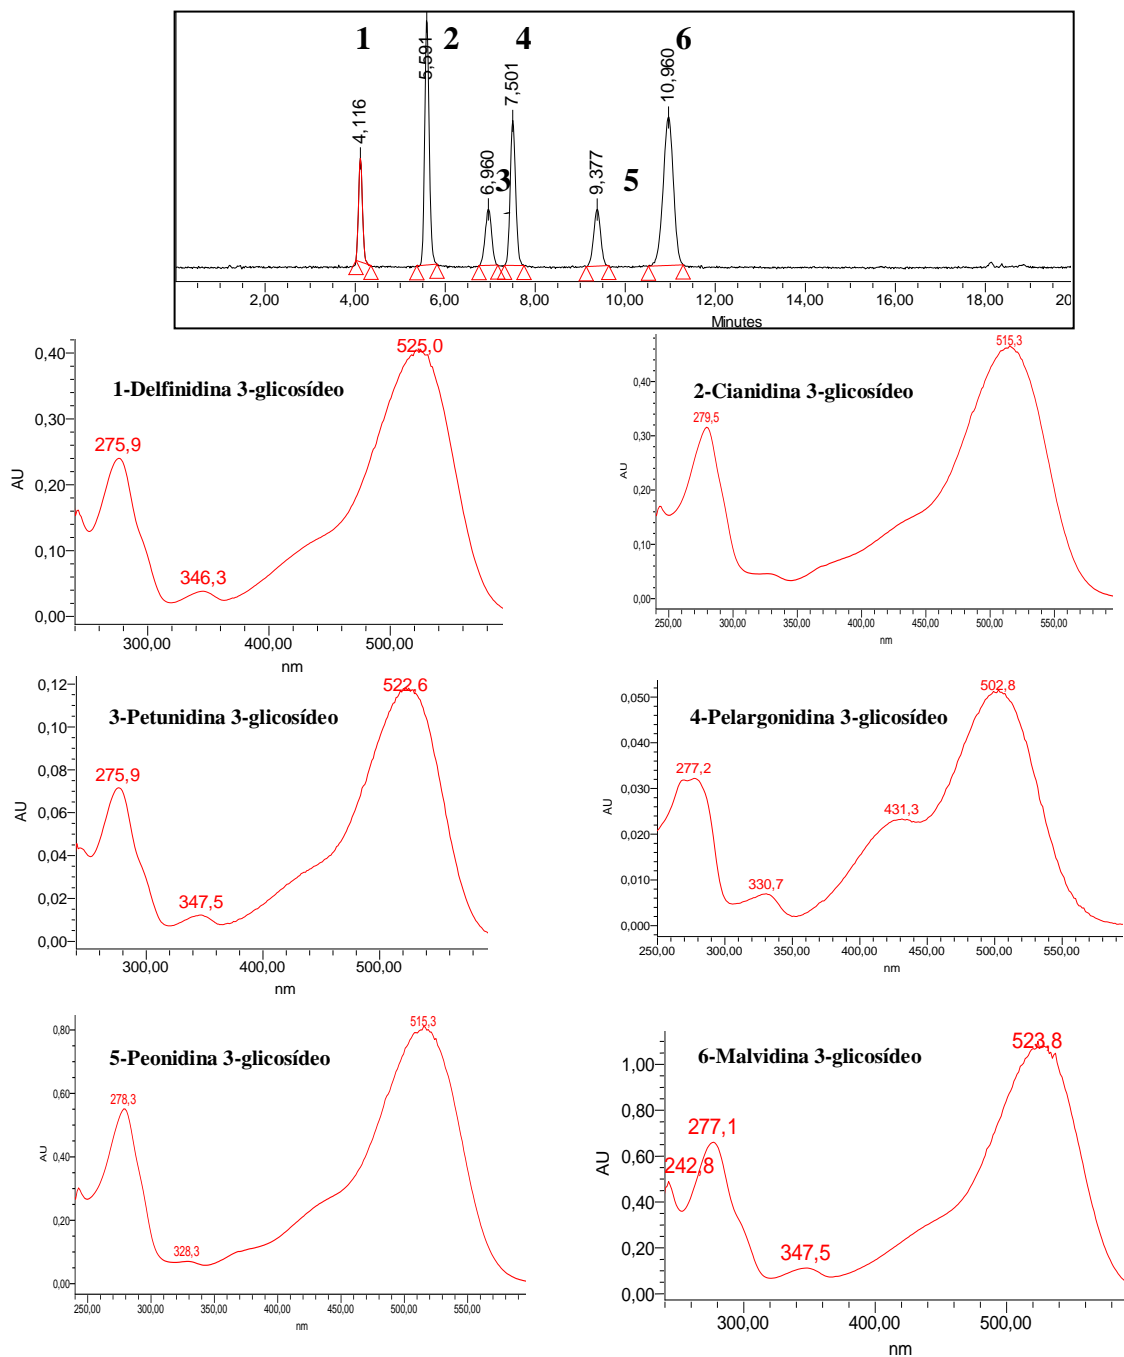 1 2 4 6
4,116 5,591 6,960 7,501 9,377 10,960
3 5
2,00 4,00 6,00 8,00 10,00 12,00 14,00 16,00 18,00 20
Minutes
1-Delfinidina 3-glicosídeo
525,0
275,9
346,3
AU
0,40
0,30
0,20
0,10
0,00
300,00 400,00 500,00
nm
2-Cianidina 3-glicosídeo
515,3
279,5
AU
0,40
0,30
0,20
0,10
0,00
250,00 300,00 350,00 400,00 450,00 500,00 550,00
nm
3-Petunidina 3-glicosídeo
522,6
275,9
347,5
AU
0,12
0,10
0,08
0,06
0,04
0,02
0,00
300,00 400,00 500,00
nm
4-Pelargonidina 3-glicosídeo
502,8
277,2
431,3
330,7
AU
0,050
0,040
0,030
0,020
0,010
0,000
250,00 300,00 350,00 400,00 450,00 500,00 550,00
nm
5-Peonidina 3-glicosídeo
515,3
278,3
328,3
AU
0,80
0,60
0,40
0,20
0,00
250,00 300,00 350,00 400,00 450,00 500,00 550,00
nm
6-Malvidina 3-glicosídeo
523,8
277,1
242,8
347,5
AU
1,00
0,80
0,60
0,40
0,20
0,00
300,00 400,00 500,00
nm